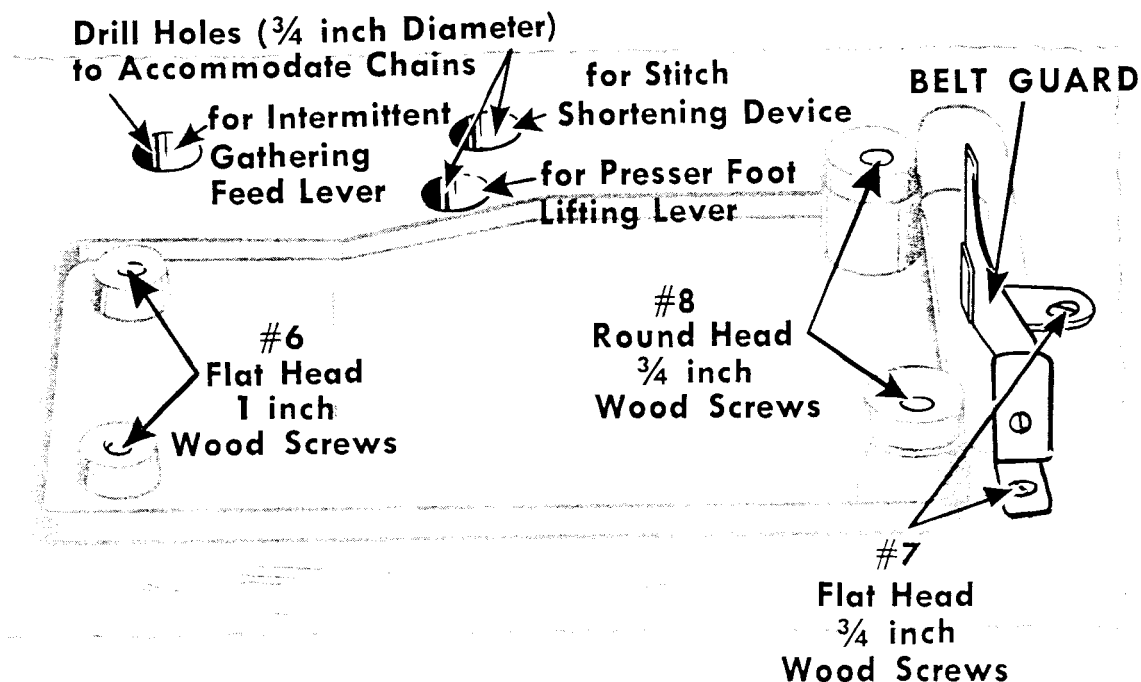 Drill Holes (¾ inch Diameter)
to Accommodate Chains
for Intermittent
Gathering
Feed Lever
for Stitch
Shortening Device
for Presser Foot
Lifting Lever
BELT GUARD
#6
Flat Head
1 inch
Wood Screws
#8
Round Head
¾ inch
Wood Screws
#7
Flat Head
¾ inch
Wood Screws